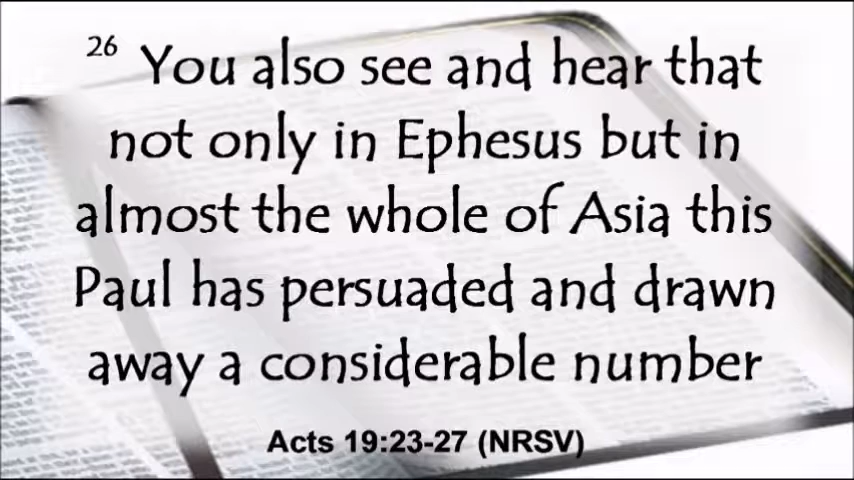 26 You also see and hear that
not only in Ephesus but in
almost the whole of Asia this
Paul has persuaded and drawn
away a considerable number
Acts 19:23-27 (NRSV)